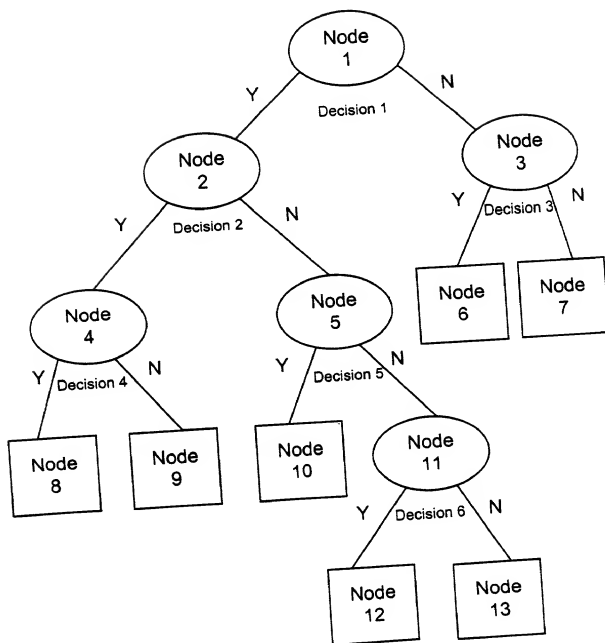 Node
1
Y
N
Decision 1
Node
2
Node
3
Y
Decision 2
N
Y
Decision 3
N
Node
4
Node
5
Node
6
Node
7
Y
Decision 4
N
Y
Decision 5
N
Node
8
Node
9
Node
10
Node
11
Y
Decision 6
N
Node
12
Node
13